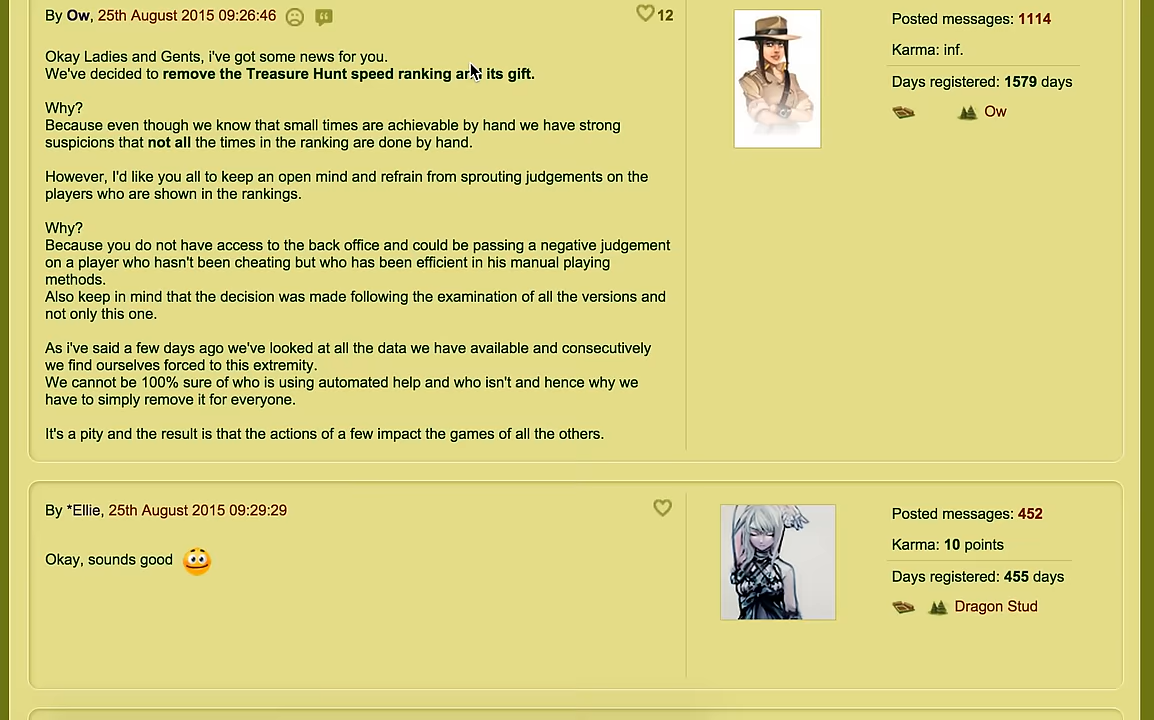 By Ow, 25th August 2015 09:26:46
12
Okay Ladies and Gents, i've got some news for you.
We've decided to remove the Treasure Hunt speed ranking and its gift.
Why?
Because even though we know that small times are achievable by hand we have strong
suspicions that not all the times in the ranking are done by hand.
However, I'd like you all to keep an open mind and refrain from sprouting judgements on the
players who are shown in the rankings.
Why?
Because you do not have access to the back office and could be passing a negative judgement
on a player who hasn't been cheating but who has been efficient in his manual playing
methods.
Also keep in mind that the decision was made following the examination of all the versions and
not only this one.
As i've said a few days ago we've looked at all the data we have available and consecutively
we find ourselves forced to this extremity.
We cannot be 100% sure of who is using automated help and who isn't and hence why we
have to simply remove it for everyone.
It's a pity and the result is that the actions of a few impact the games of all the others.
Posted messages: 1114
Karma: inf.
Days registered: 1579 days
Ow
By *Ellie, 25th August 2015 09:29:29
Okay, sounds good
Posted messages: 452
Karma: 10 points
Days registered: 455 days
Dragon Stud